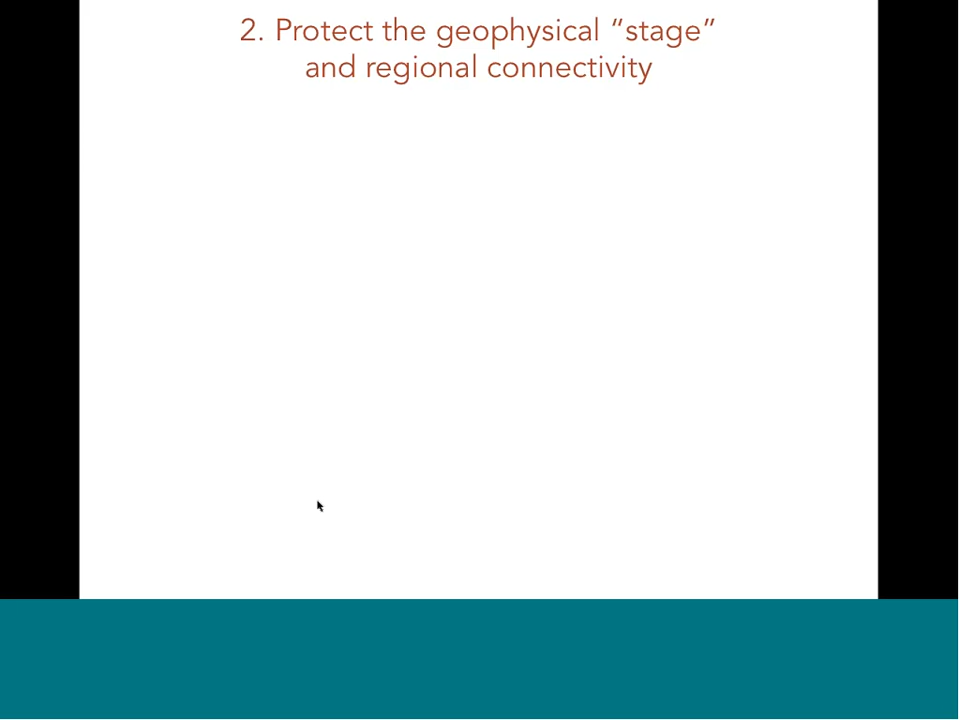 2. Protect the geophysical “stage”
and regional connectivity